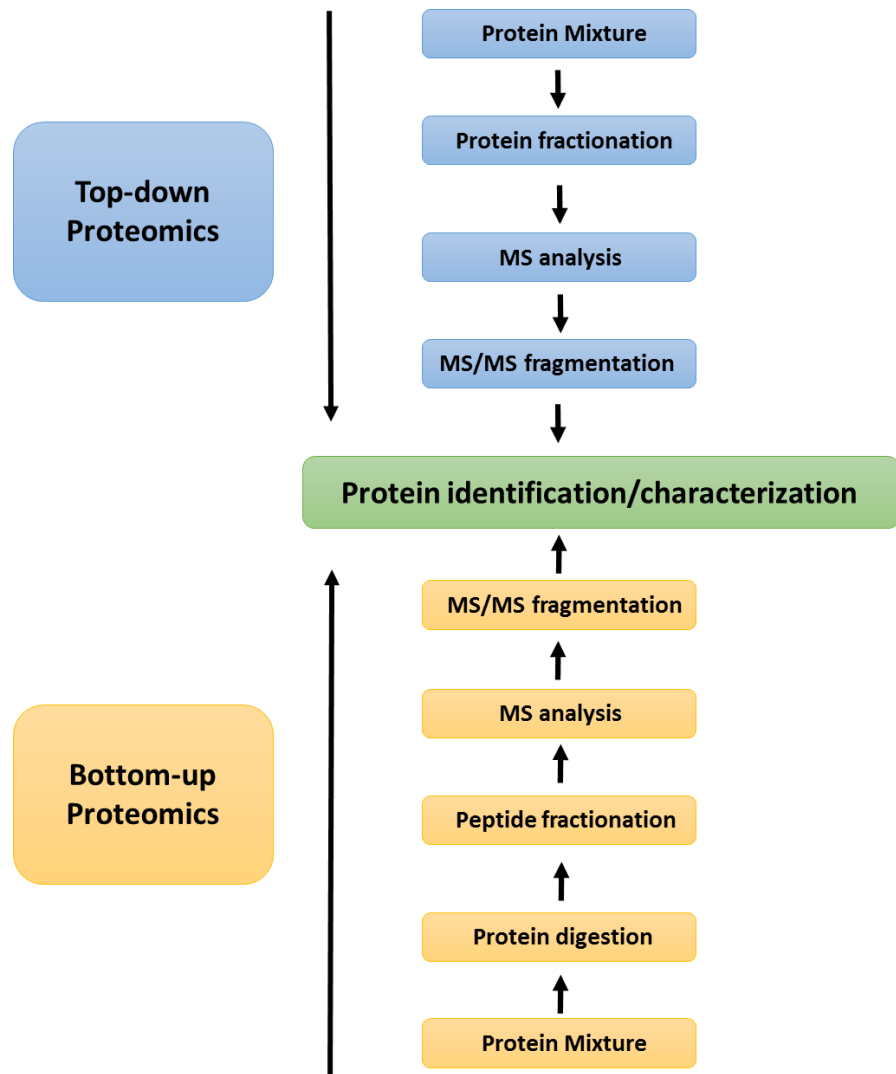 Protein Mixture
Protein fractionation
Top-down
Proteomics
MS analysis
MS/MS fragmentation
Protein identification/characterization
MS/MS fragmentation
MS analysis
Bottom-up
Proteomics
Peptide fractionation
Protein digestion
Protein Mixture